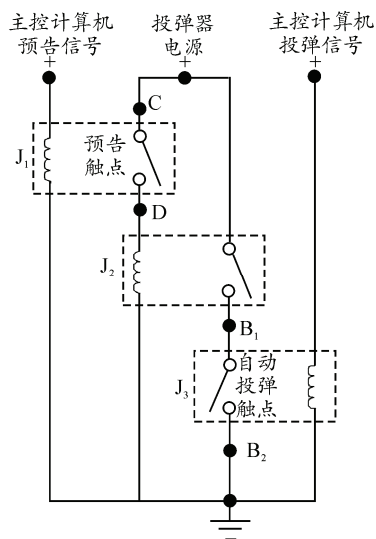 主控计算机
预告信号
+
投弹器
电源
+
主控计算机
投弹信号
+
C
J1
预告
触点
D
J2
B1
J3
自动
投弹
触点
B2